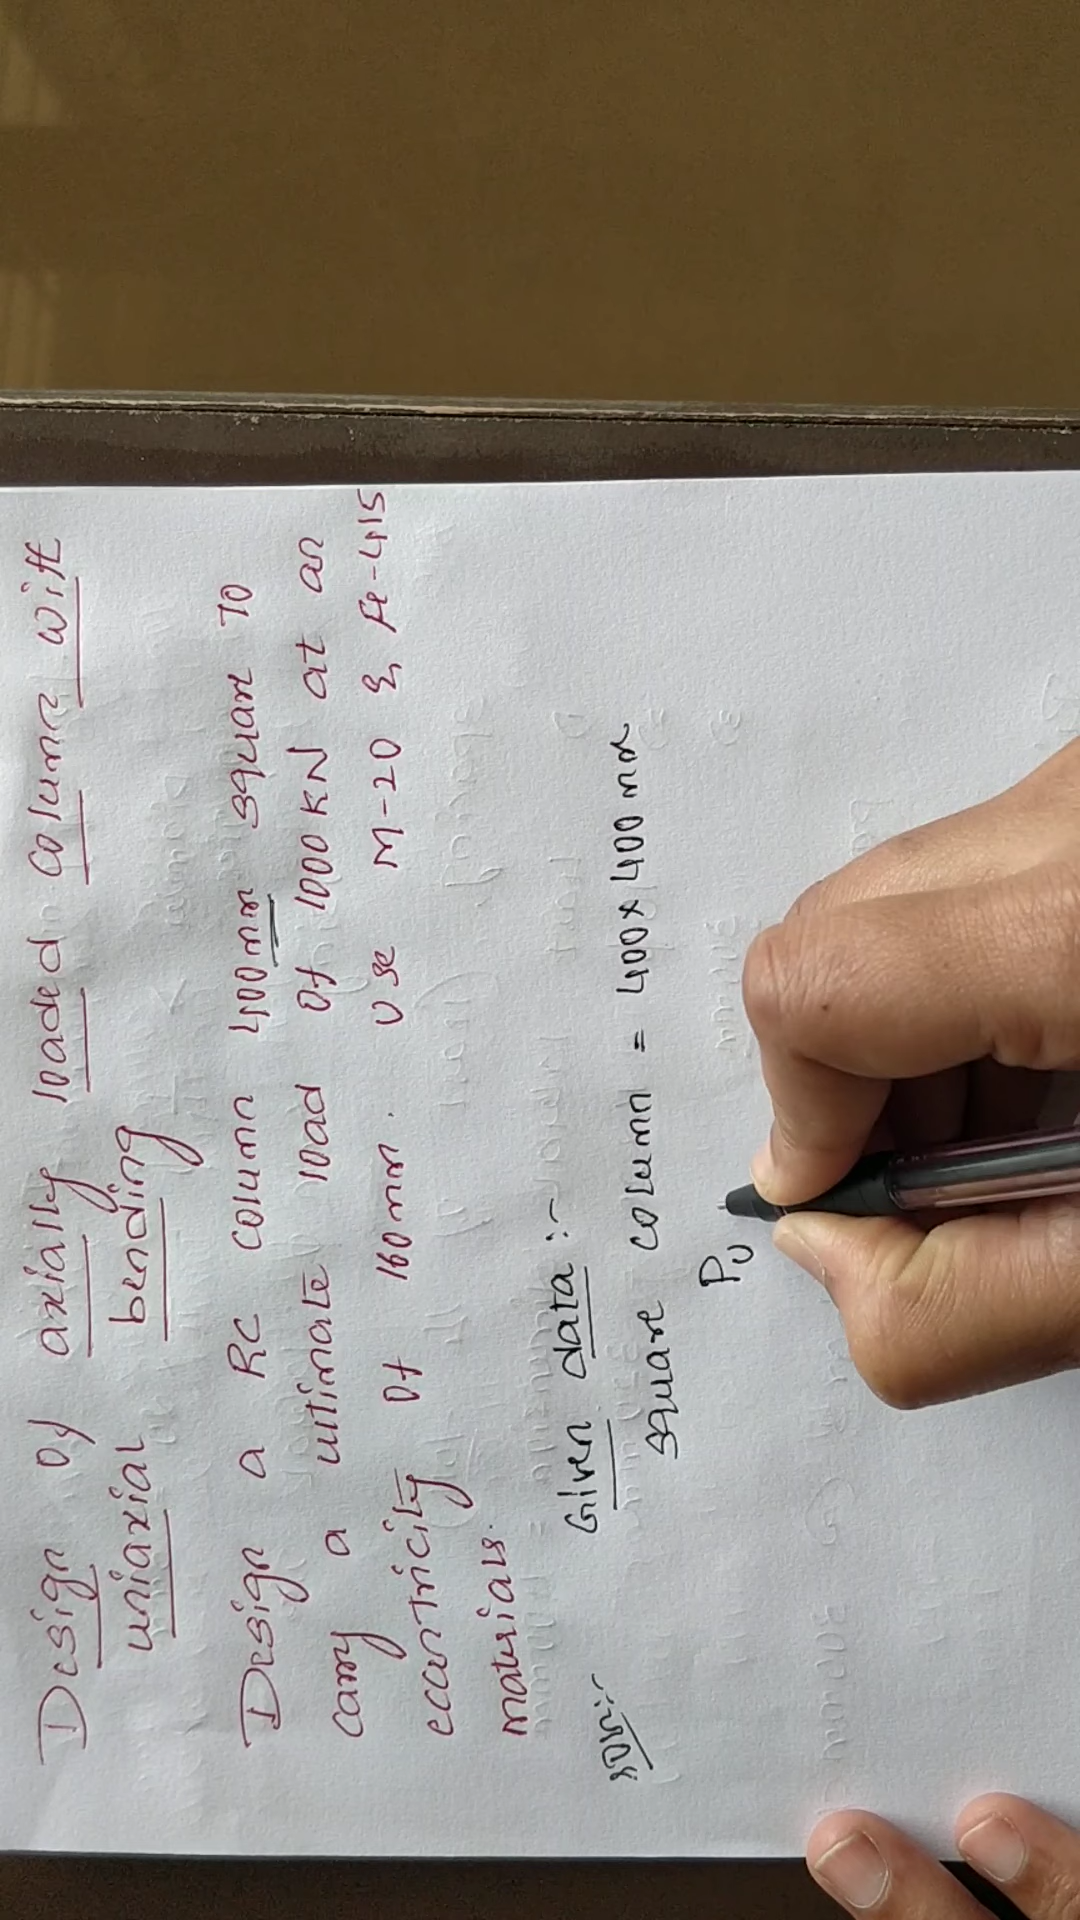 Design of axially loaded column with
uniaxial bending
Design a RC column 400mm square to
carry a ultimate load of 1000 kN at an
eccentricity of 160mm. Use M-20 & Fe-415
materials.
Soln:- Given data:-
square column = 400 x 400 mm
Pu